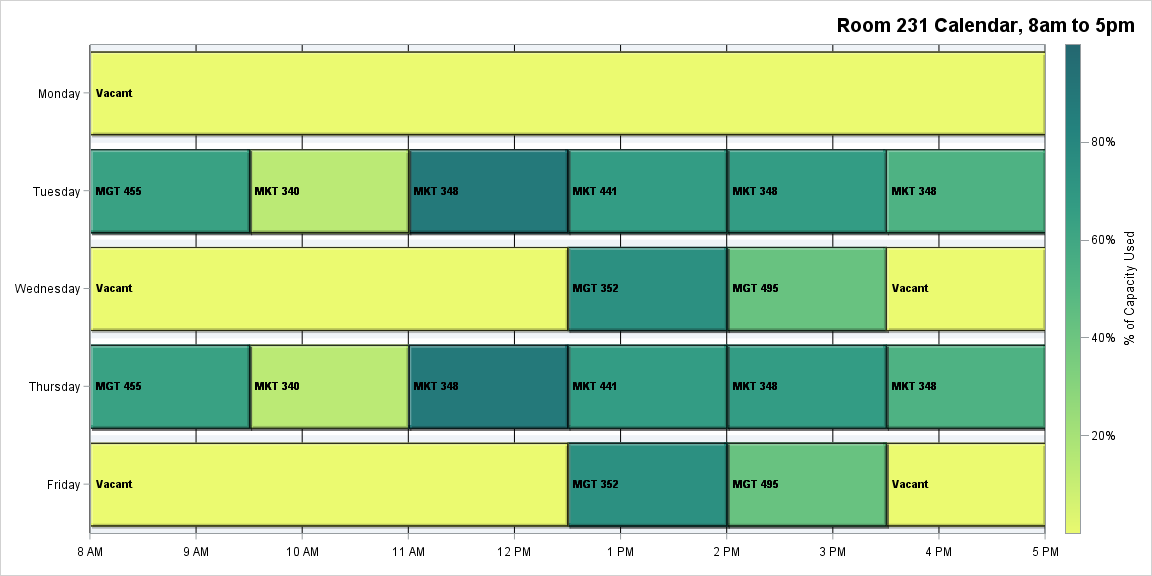 Room 231 Calendar, 8am to 5pm
Monday
Vacant
Tuesday
MGT 455
MKT 340
MKT 348
MKT 441
MKT 348
MKT 348
Wednesday
Vacant
MGT 352
MGT 495
Vacant
Thursday
MGT 455
MKT 340
MKT 348
MKT 441
MKT 348
MKT 348
Friday
Vacant
MGT 352
MGT 495
Vacant
8 AM
9 AM
10 AM
11 AM
12 PM
1 PM
2 PM
3 PM
4 PM
5 PM
80%
60%
40%
20%
% of Capacity Used